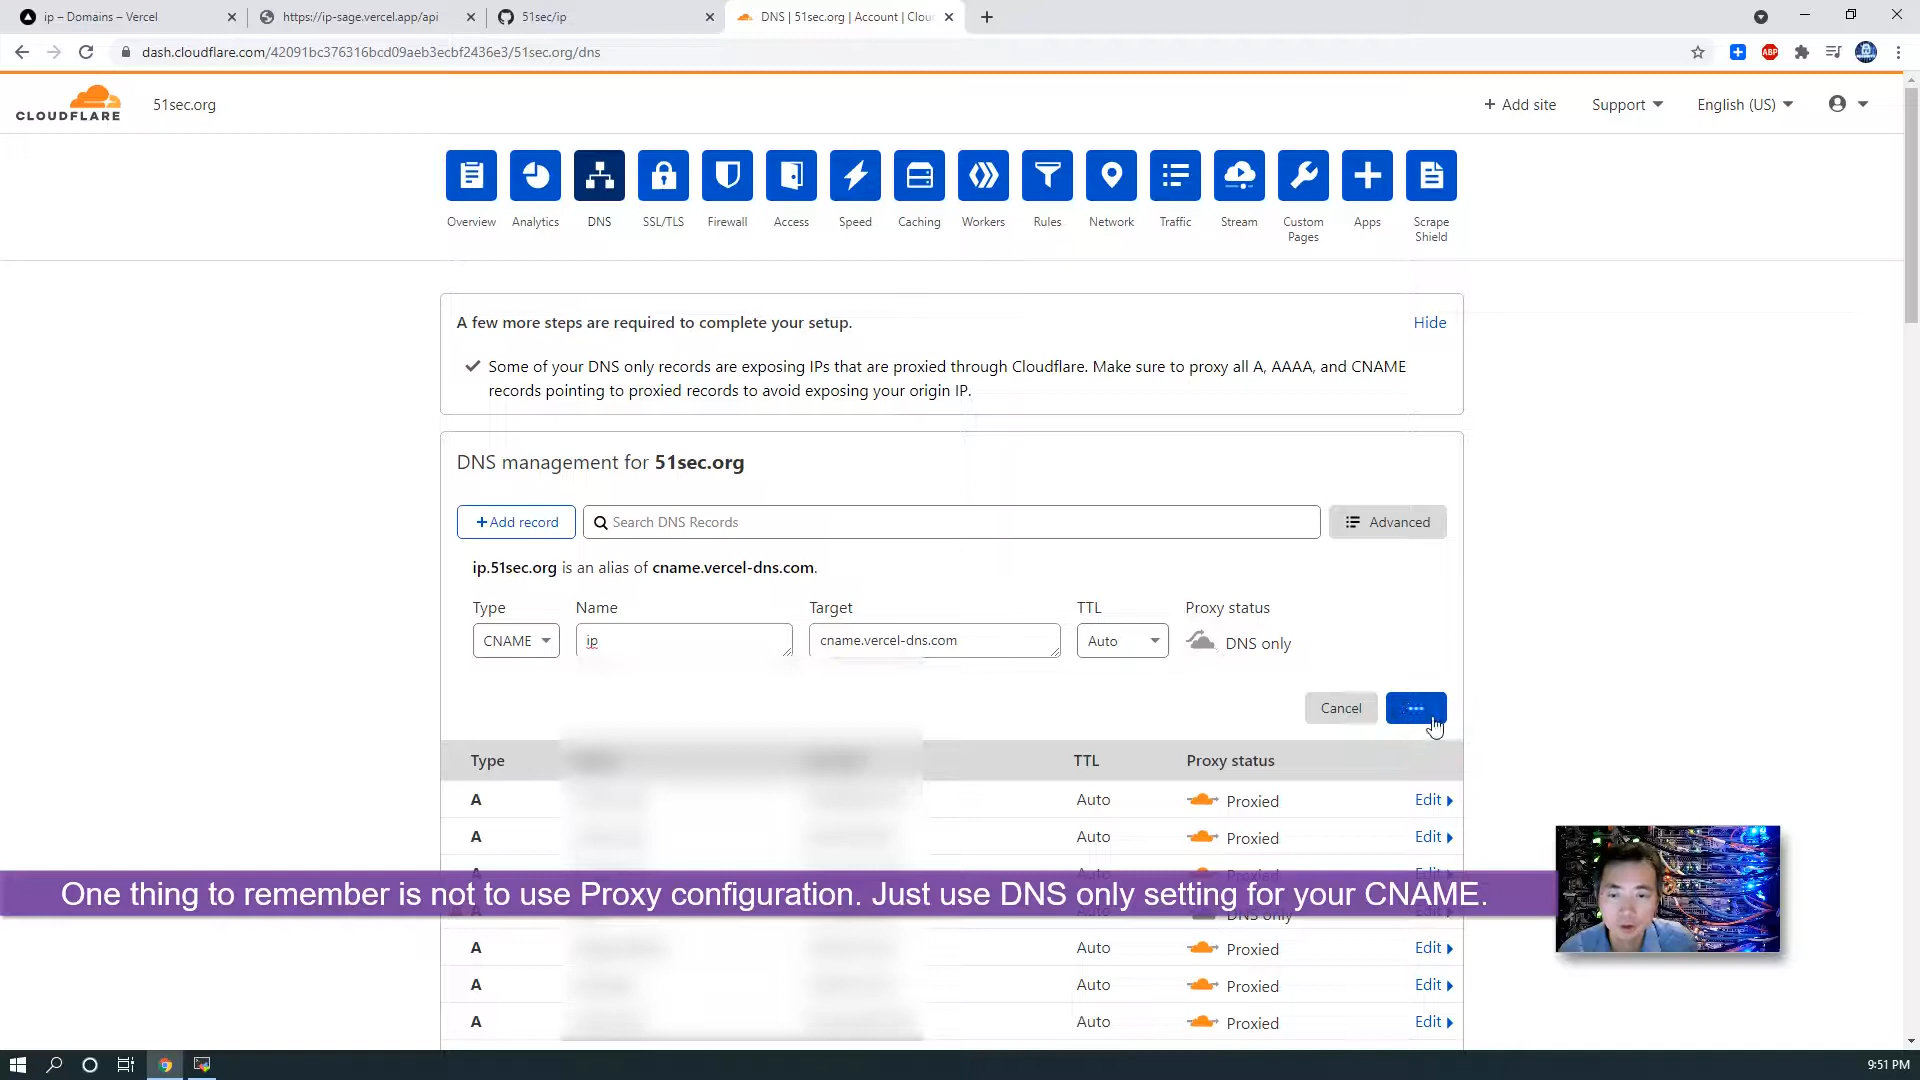 ip – Domains – Vercel
https://ip-sage.vercel.app/api
51sec/ip
DNS | 51sec.org | Account | Clou
dash.cloudflare.com/42091bc376316bcd09aeb3ecbf2436e3/51sec.org/dns
ABP
CLOUDFLARE
51sec.org
+ Add site
Support
English (US)
Overview
Analytics
DNS
SSL/TLS
Firewall
Access
Speed
Caching
Workers
Rules
Network
Traffic
Stream
Custom Pages
Apps
Scrape Shield
A few more steps are required to complete your setup.
Hide
Some of your DNS only records are exposing IPs that are proxied through Cloudflare. Make sure to proxy all A, AAAA, and CNAME
records pointing to proxied records to avoid exposing your origin IP.
DNS management for 51sec.org
+Add record
Search DNS Records
Advanced
ip.51sec.org is an alias of cname.vercel-dns.com.
Type
Name
Target
TTL
Proxy status
CNAME
ip
cname.vercel-dns.com
Auto
DNS only
Cancel
Type
TTL
Proxy status
A
Auto
Proxied
Edit
A
Auto
Proxied
Edit
One thing to remember is not to use Proxy configuration. Just use DNS only setting for your CNAME.
DNS only
A
Auto
Proxied
Edit
A
Auto
Proxied
Edit
A
Auto
Proxied
Edit
9:51 PM